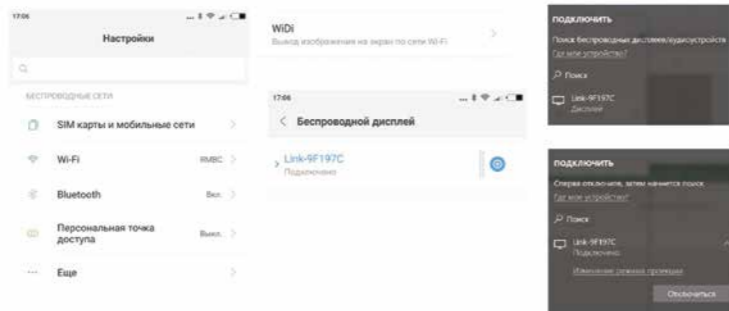 17:06
Настройки
БЕСПРОВОДНЫЕ СЕТИ
SIM карты и мобильные сети
Wi-Fi
RMBC
Bluetooth
Вкл.
Персональная точка
доступа
Выкл.
Еще
WiDi
Вывод изображения на экран по сети Wi-Fi
17:06
Беспроводной дисплей
Link-9F197C
Подключено
ПОДКЛЮЧИТЬ
Поиск беспроводных дисплеев/аудиоустройств
Где мое устройство?
Поиск
Link-9F197C
Дисплей
ПОДКЛЮЧИТЬ
Сперва отключите, затем начнется поиск
Где мое устройство?
Поиск
Link-9F197C
Подключено
Изменение режима проекции
Отключиться